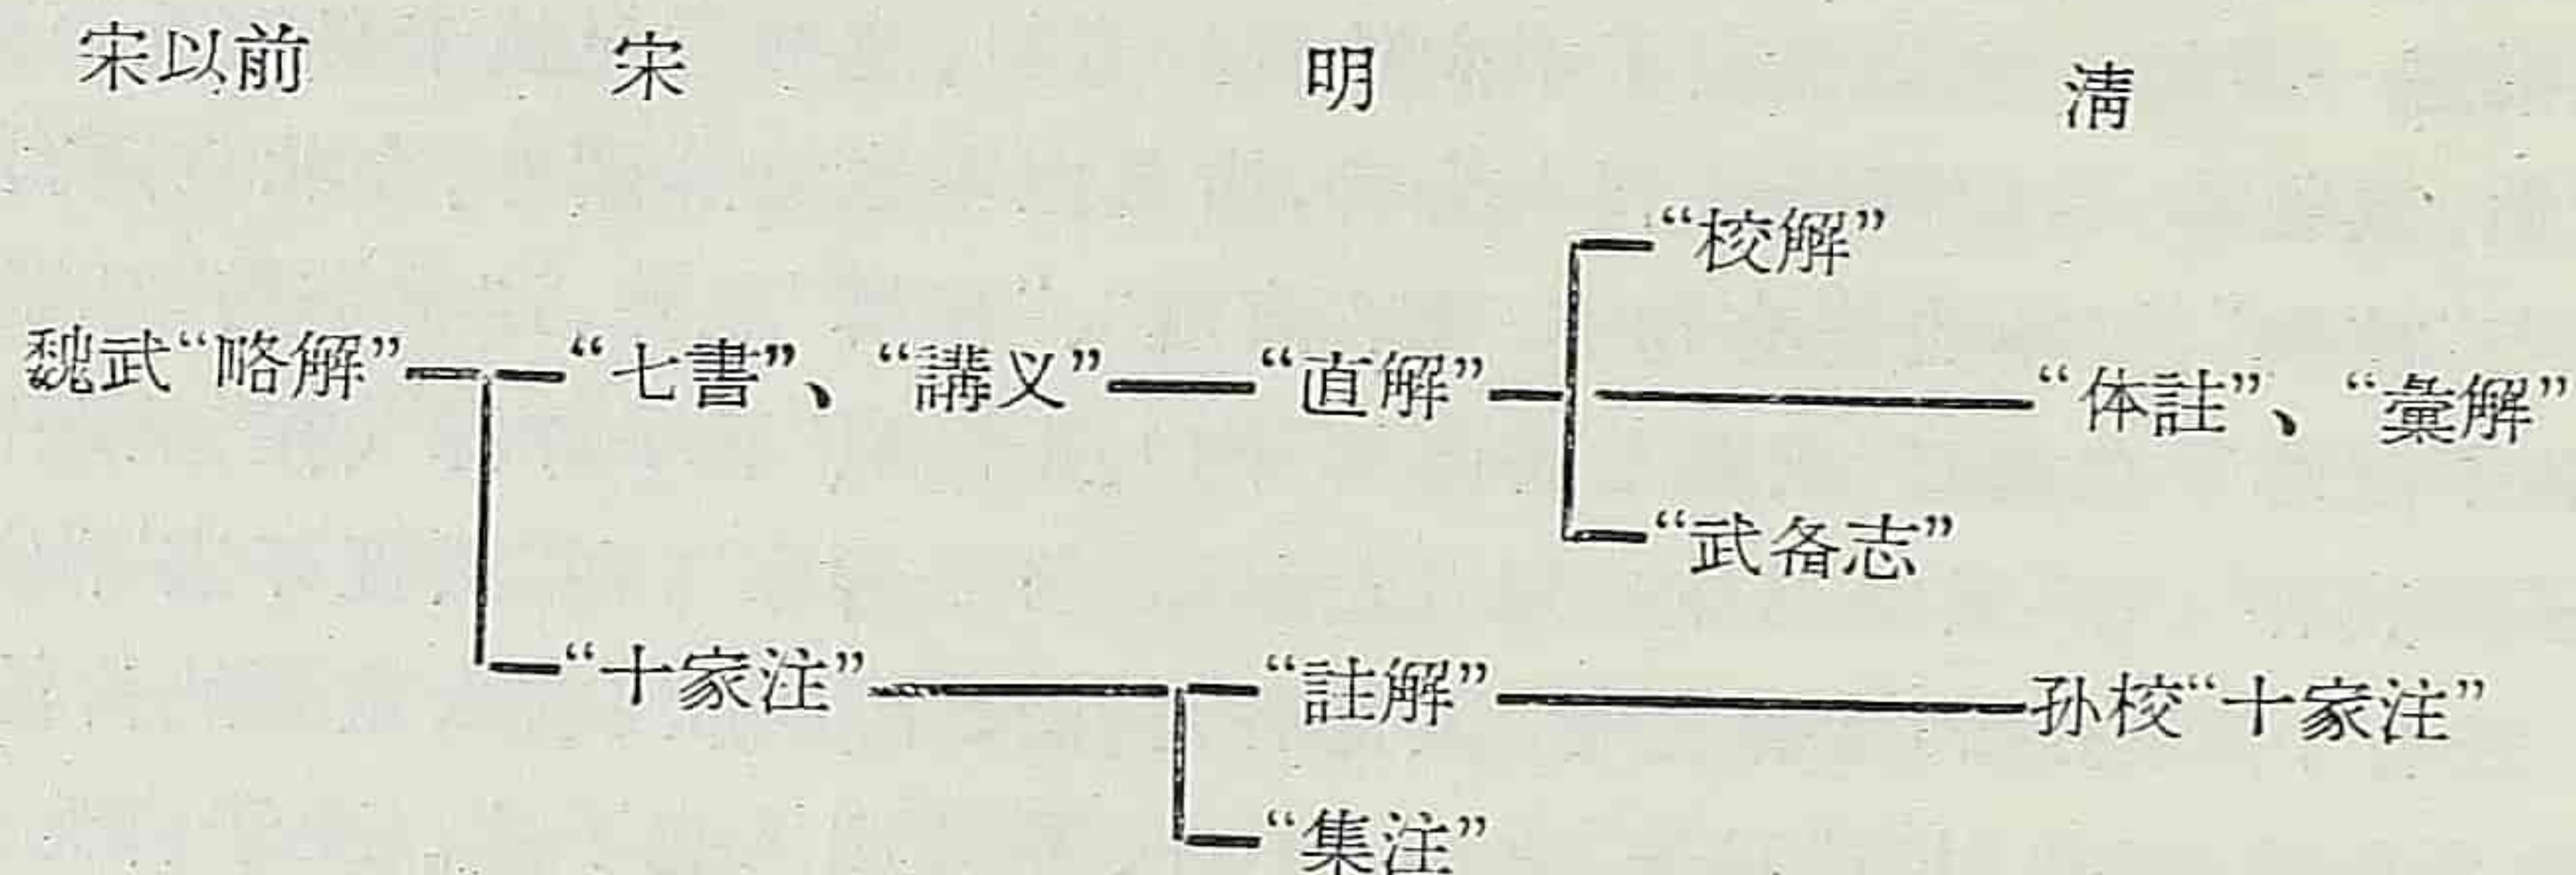 宋以前 宋 明 清
“校解”
魏武“略解” “七書”、“講义” “直解” “体註”、“彙解”
“武备志”
“十家注” “註解” 孙校“十家注”
“集注”